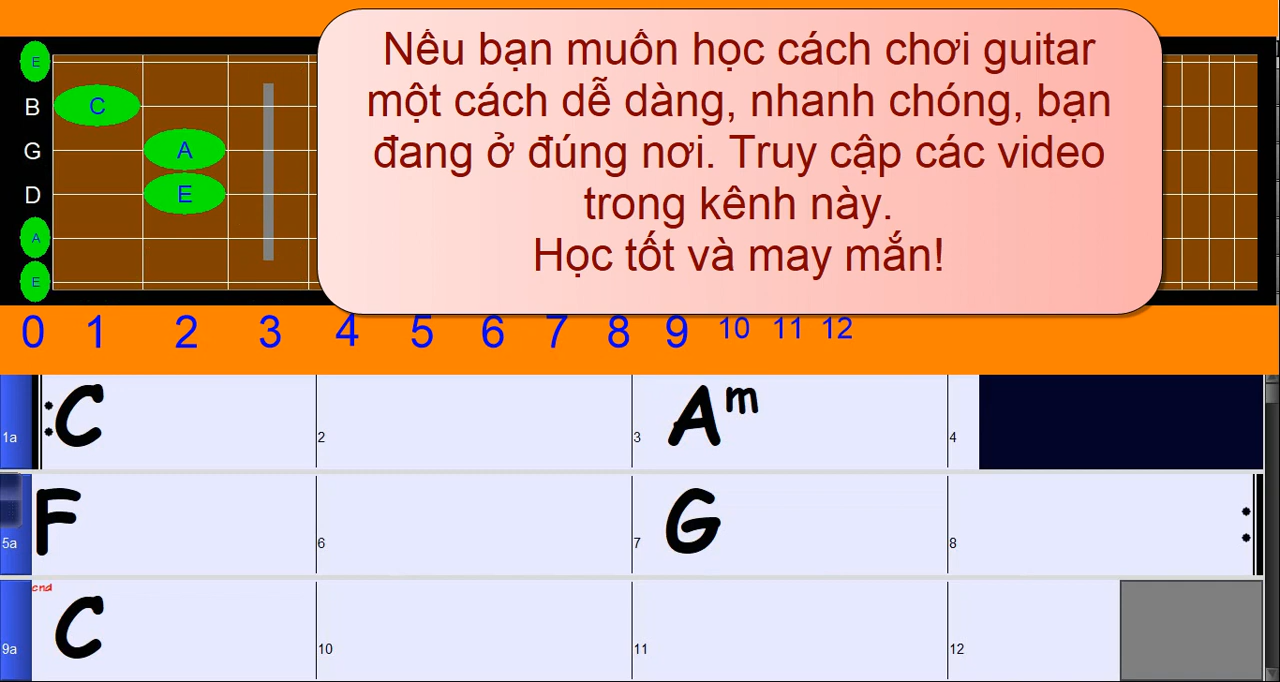 Nếu bạn muốn học cách chơi guitar
một cách dễ dàng, nhanh chóng, bạn
đang ở đúng nơi. Truy cập các video
trong kênh này.
Học tốt và may mắn!
E
B C
G A
D E
A
E
0 1 2 3 4 5 6 7 8 9 10 11 12
1a C 2 3 Am 4
5a F 6 7 G 8
end
9a C 10 11 12